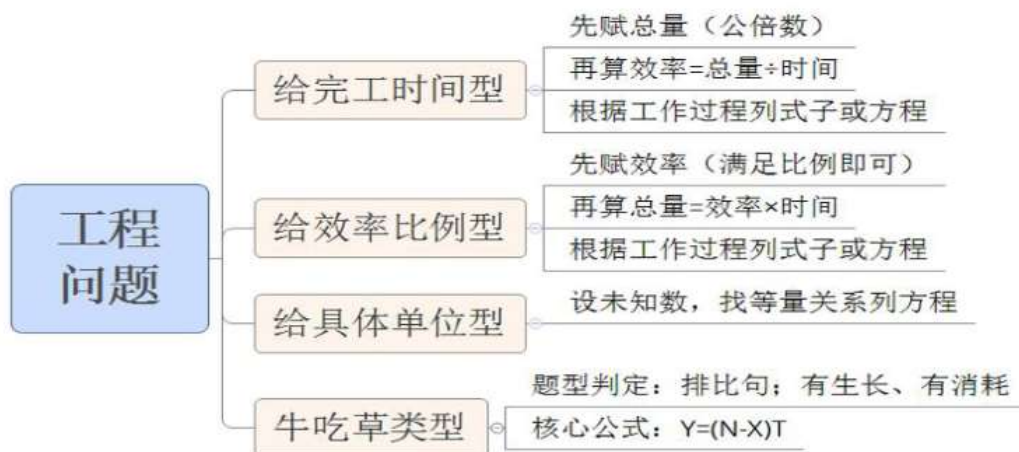 工程
问题
给完工时间型
先赋总量（公倍数）
再算效率=总量÷时间
根据工作过程列式子或方程
给效率比例型
先赋效率（满足比例即可）
再算总量=效率×时间
根据工作过程列式子或方程
给具体单位型
设未知数，找等量关系列方程
牛吃草类型
题型判定：排比句；有生长、有消耗
核心公式：Y=(N-X)T